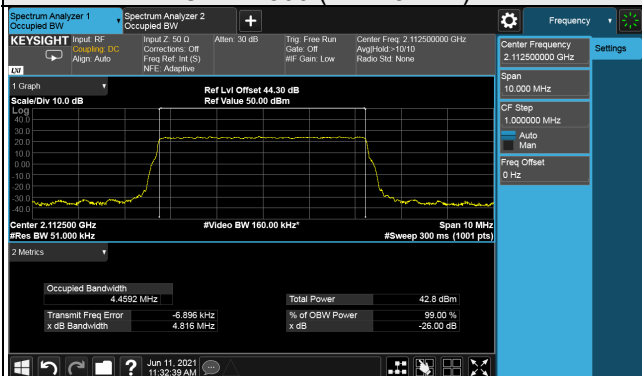 Spectrum Analyzer 1
Occupied BW
Spectrum Analyzer 2
Occupied BW
+
Frequency
KEYSIGHT
Input: RF
Coupling: DC
Align: Auto
Input Z: 50 Ω
Corrections: Off
Freq Ref: Int (S)
NFE: Adaptive
Atten: 30 dB
Trig: Free Run
Gate: Off
#IF Gain: Low
Center Freq: 2.112500000 GHz
Avg|Hold:>10/10
Radio Std: None
LXI
Center Frequency
2.112500000 GHz
Settings
Span
10.000 MHz
CF Step
1.000000 MHz
Auto
Man
Freq Offset
0 Hz
1 Graph
Scale/Div 10.0 dB
Ref Lvl Offset 44.30 dB
Ref Value 50.00 dBm
Log
40.0
30.0
20.0
10.0
0.00
-10.0
-20.0
-30.0
-40.0
Center 2.112500 GHz
#Video BW 160.00 kHz*
Span 10 MHz
#Res BW 51.000 kHz
#Sweep 300 ms (1001 pts)
2 Metrics
Occupied Bandwidth
4.4592 MHz
Total Power 42.8 dBm
Transmit Freq Error -6.896 kHz
% of OBW Power 99.00 %
x dB Bandwidth 4.816 MHz
x dB -26.00 dB
?
Jun 11, 2021
11:32:39 AM